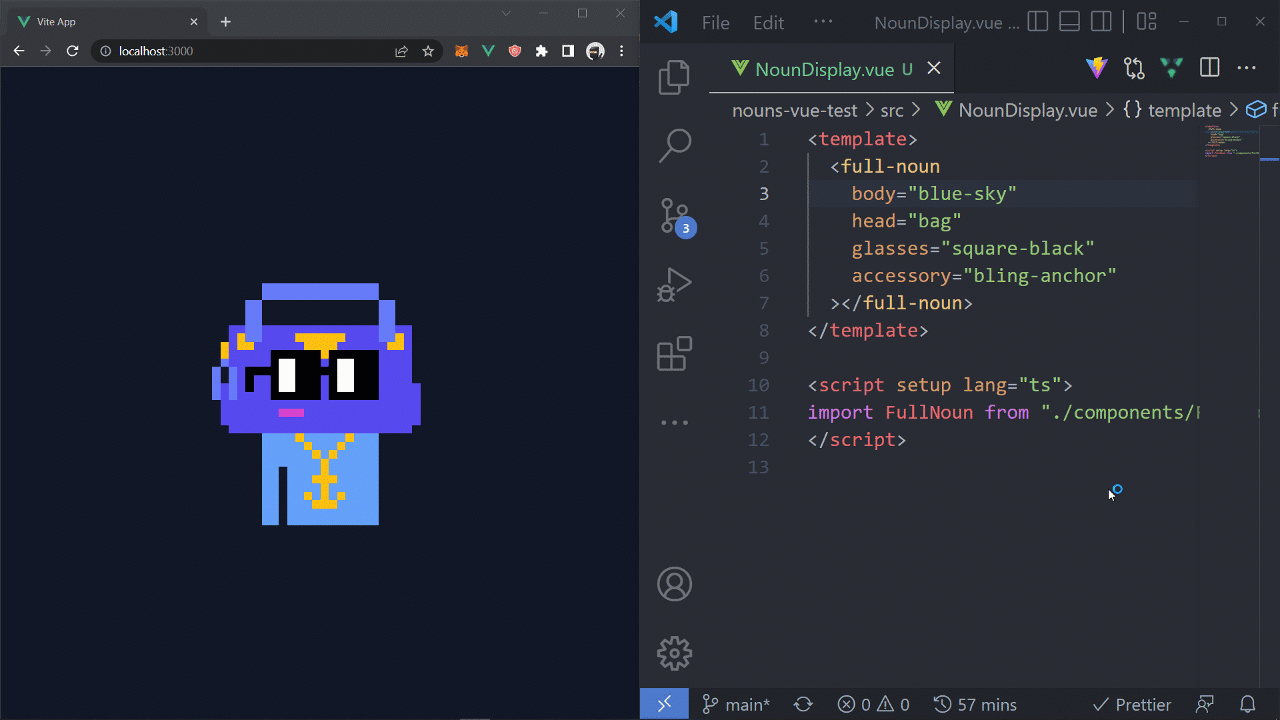 Vite App
localhost:3000
File Edit ··· NounDisplay.vue ...
NounDisplay.vue U
nouns-vue-test > src > NounDisplay.vue > {} template >
1 <template>
2 <full-noun
3 body="blue-sky"
4 head="bag"
5 glasses="square-black"
6 accessory="bling-anchor"
7 ></full-noun>
8 </template>
9
10 <script setup lang="ts">
11 import FullNoun from "./components/
12 </script>
13
3
main* 0 0 57 mins Prettier